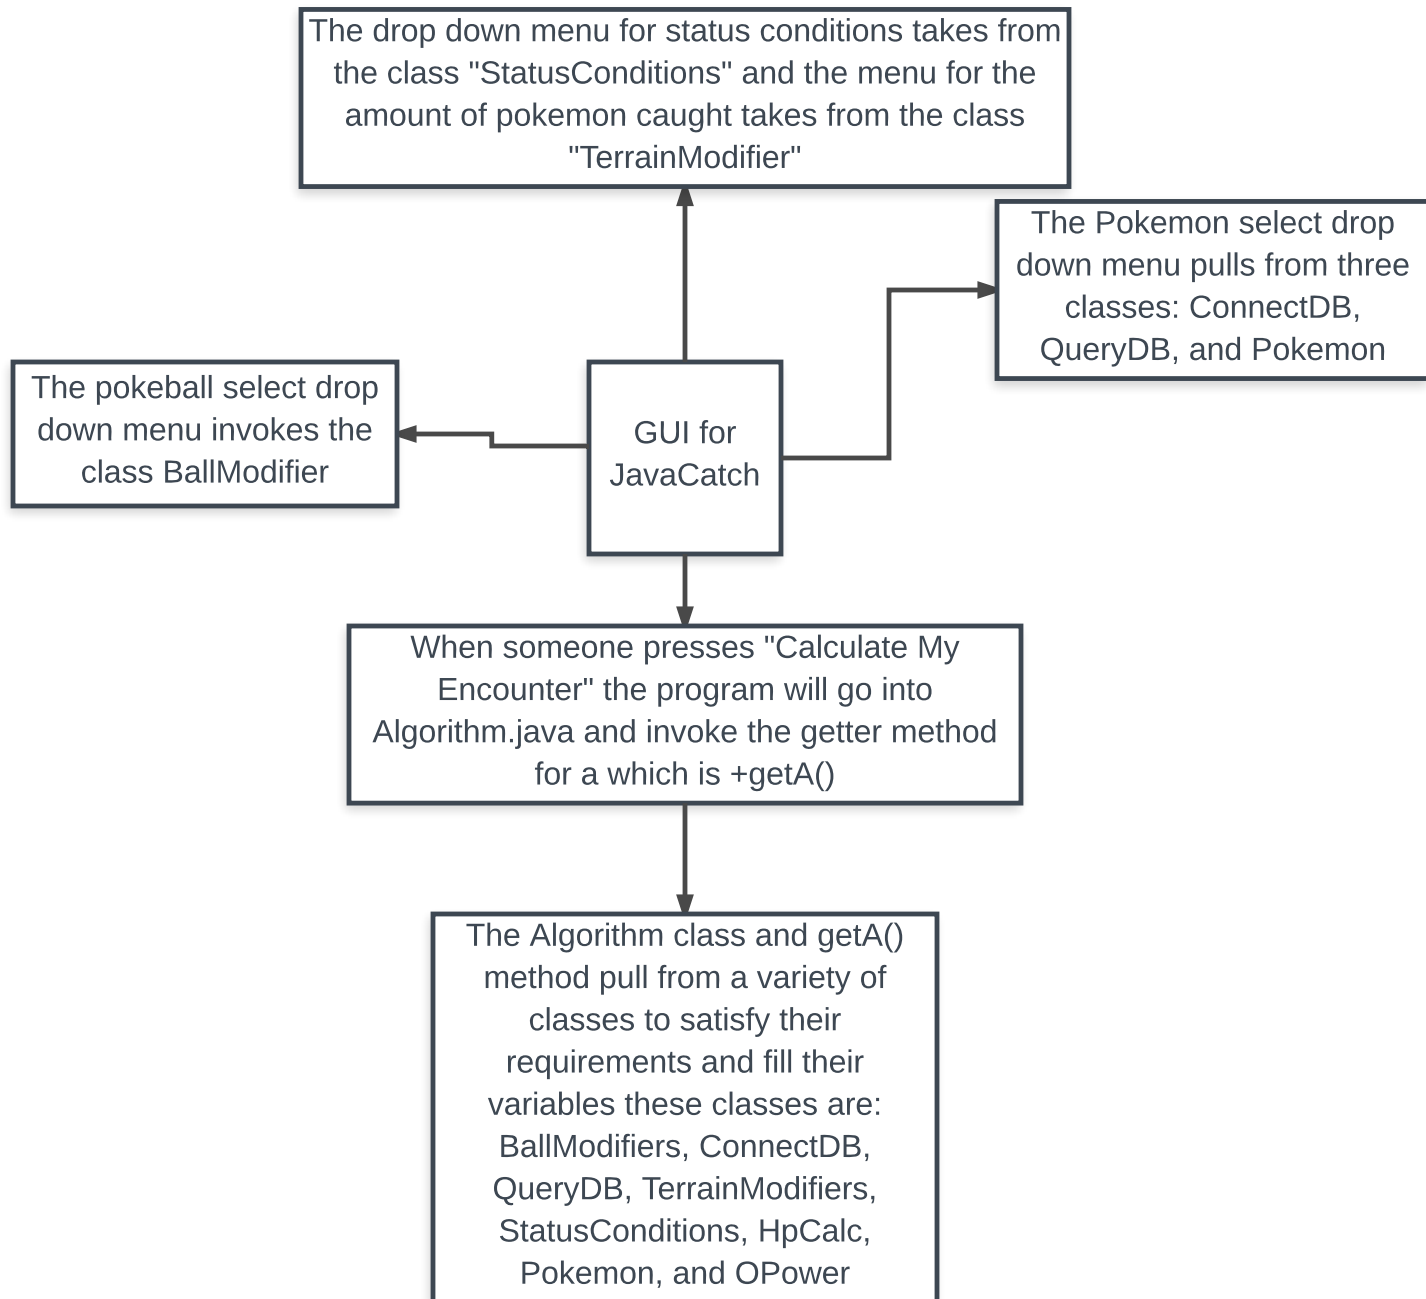 The drop down menu for status conditions takes from
the class "StatusConditions" and the menu for the
amount of pokemon caught takes from the class
"TerrainModifier"
The Pokemon select drop
down menu pulls from three
classes: ConnectDB,
QueryDB, and Pokemon
The pokeball select drop
down menu invokes the
class BallModifier
GUI for
JavaCatch
When someone presses "Calculate My
Encounter" the program will go into
Algorithm.java and invoke the getter method
for a which is +getA()
The Algorithm class and getA()
method pull from a variety of
classes to satisfy their
requirements and fill their
variables these classes are:
BallModifiers, ConnectDB,
QueryDB, TerrainModifiers,
StatusConditions, HpCalc,
Pokemon, and OPower